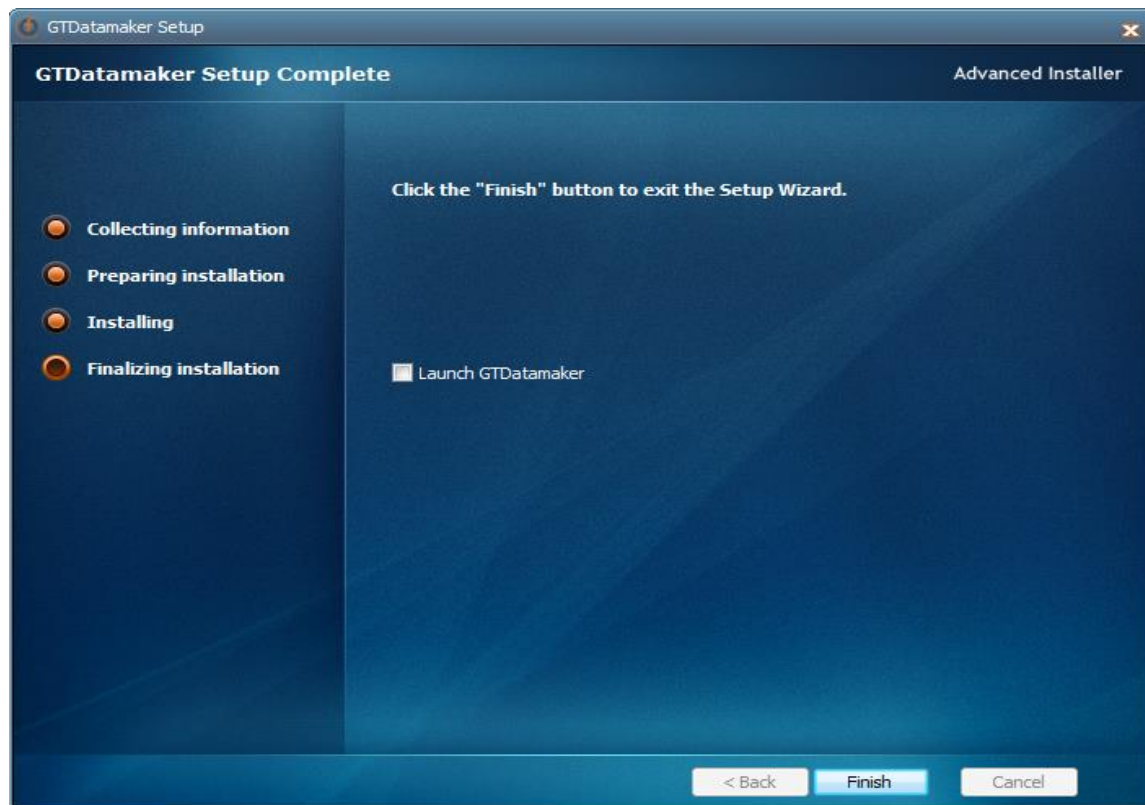 GTDatamaker Setup
GTDatamaker Setup Complete
Advanced Installer
Click the "Finish" button to exit the Setup Wizard.
Collecting information
Preparing installation
Installing
Finalizing installation
Launch GTDatamaker
< Back
Finish
Cancel